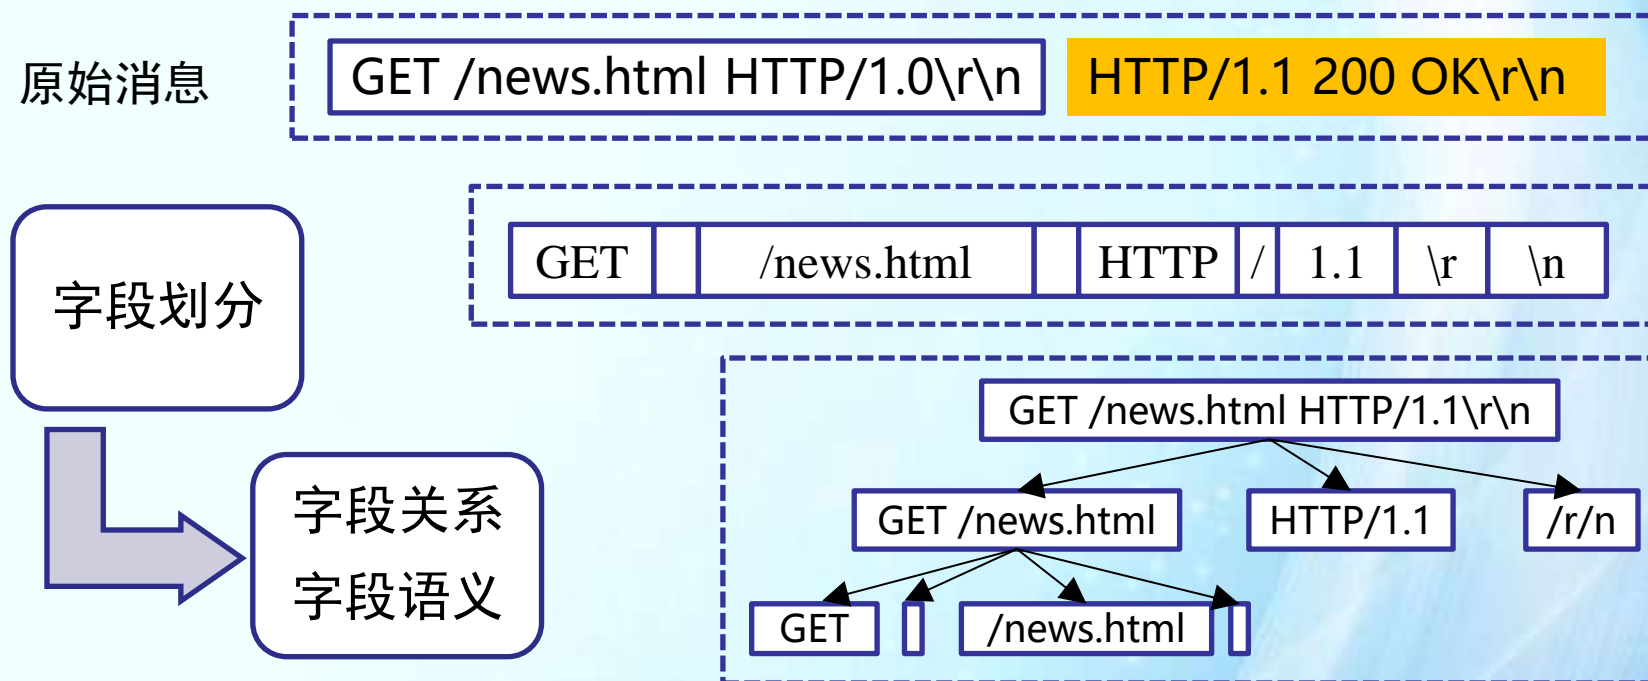 原始消息
GET /news.html HTTP/1.0\r\n
HTTP/1.1 200 OK\r\n
字段划分
GET /news.html HTTP / 1.1 \r \n
GET /news.html HTTP/1.1\r\n
字段关系
字段语义
GET /news.html
HTTP/1.1
/r/n
GET
/news.html